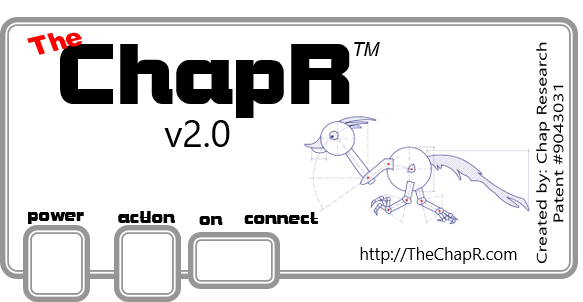 The
ChapR™
v2.0
Created by: Chap Research
Patent #9043031
power action on connect
http://TheChapR.com